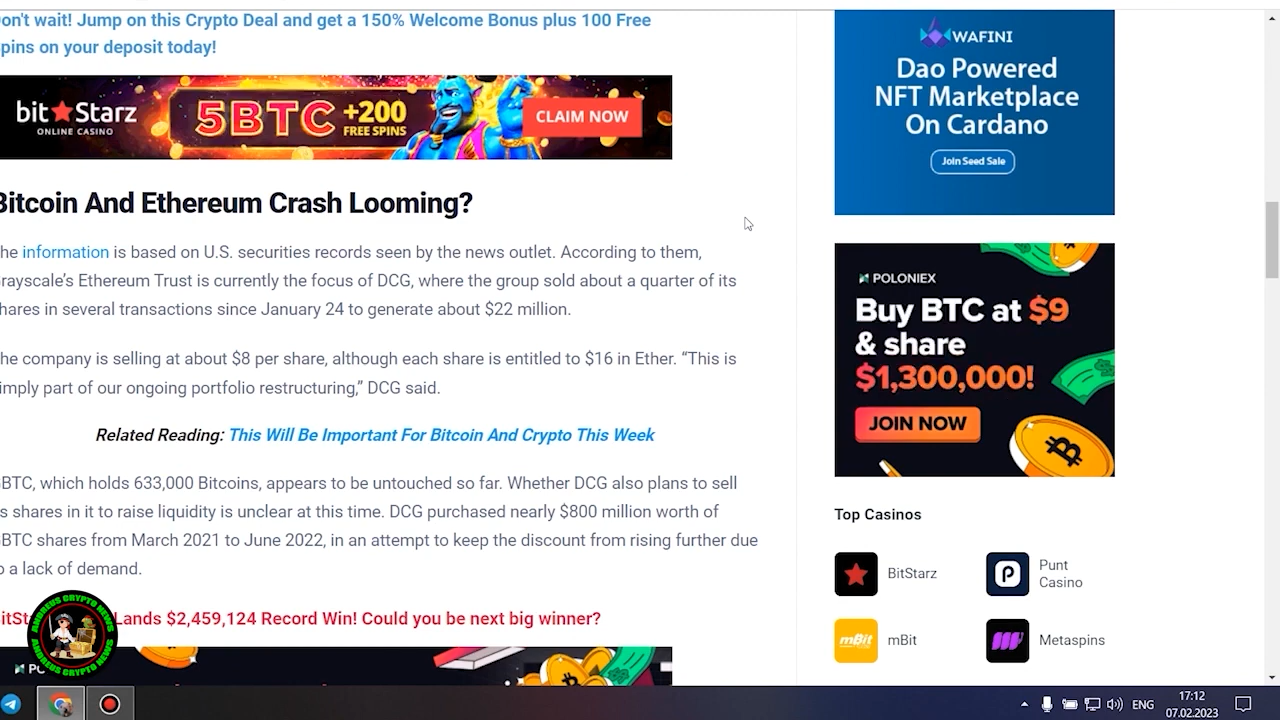 on't wait! Jump on this Crypto Deal and get a 150% Welcome Bonus plus 100 Free
pins on your deposit today!
bit Starz
ONLINE CASINO
5BTC +200
FREE SPINS
CLAIM NOW
Bitcoin And Ethereum Crash Looming?
he information is based on U.S. securities records seen by the news outlet. According to them,
rayscale's Ethereum Trust is currently the focus of DCG, where the group sold about a quarter of its
hares in several transactions since January 24 to generate about $22 million.
he company is selling at about $8 per share, although each share is entitled to $16 in Ether. “This is
imply part of our ongoing portfolio restructuring,” DCG said.
Related Reading: This Will Be Important For Bitcoin And Crypto This Week
BTC, which holds 633,000 Bitcoins, appears to be untouched so far. Whether DCG also plans to sell
s shares in it to raise liquidity is unclear at this time. DCG purchased nearly $800 million worth of
BTC shares from March 2021 to June 2022, in an attempt to keep the discount from rising further due
o a lack of demand.
itSt Lands $2,459,124 Record Win! Could you be next big winner?
ANDREUS CRYPTO NEWS
ANDREUS CRYPTO NEWS
WAFINI
Dao Powered
NFT Marketplace
On Cardano
Join Seed Sale
POLONIEX
Buy BTC at $9
& share
$1,300,000!
JOIN NOW
Top Casinos
BitStarz
Punt
Casino
mBit
mBit
Metaspins
ENG
17:12
07.02.2023